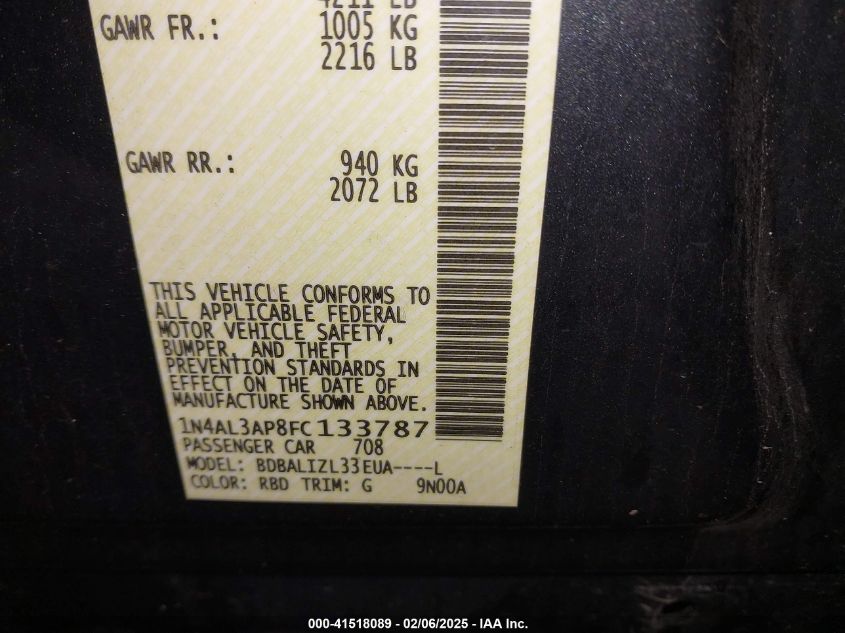 4211 LB
GAWR FR.: 1005 KG
2216 LB
GAWR RR.: 940 KG
2072 LB
THIS VEHICLE CONFORMS TO
ALL APPLICABLE FEDERAL
MOTOR VEHICLE SAFETY,
BUMPER, AND THEFT
PREVENTION STANDARDS IN
EFFECT ON THE DATE OF
MANUFACTURE SHOWN ABOVE.
1N4AL3AP8FC133787
PASSENGER CAR 708
MODEL: BDBALIZL33EUA----L
COLOR: RBD TRIM: G 9N00A
000-41518089 - 02/06/2025 - IAA Inc.